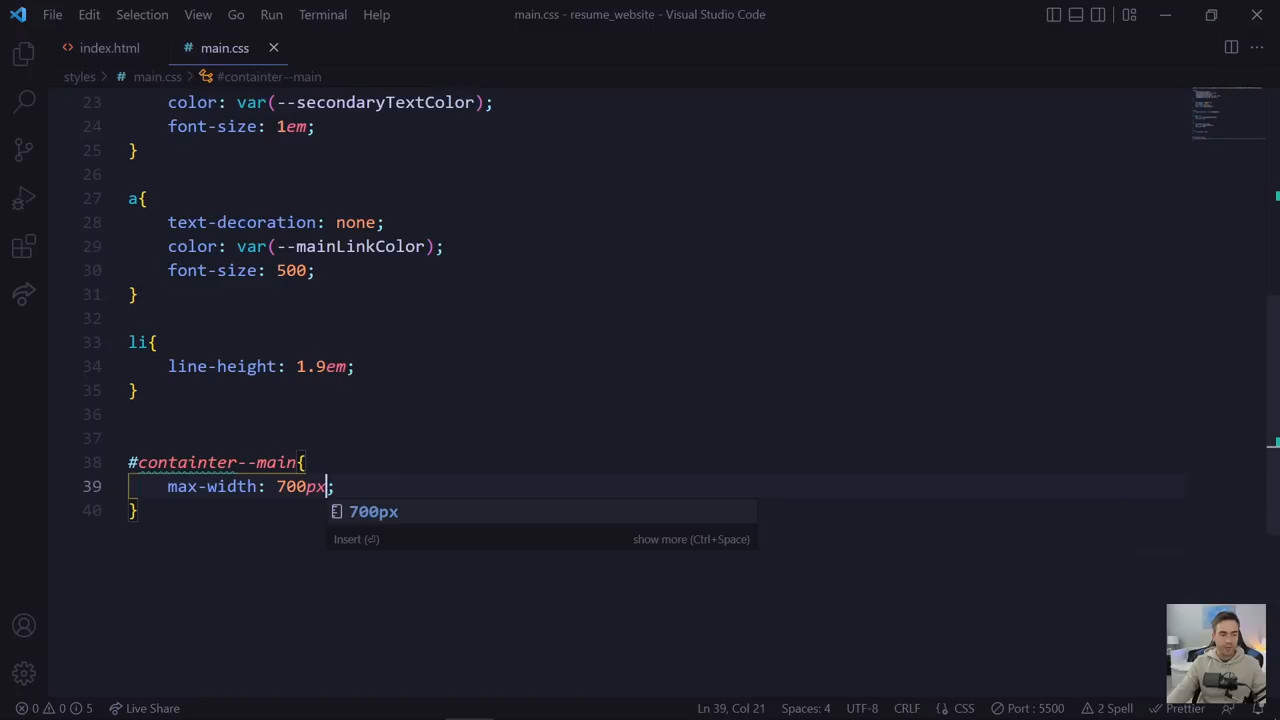 File Edit Selection View Go Run Terminal Help main.css - resume_website - Visual Studio Code
index.html # main.css
styles > # main.css > #containter--main
23 color: var(--secondaryTextColor);
24 font-size: 1em;
25 }
26
27 a{
28 text-decoration: none;
29 color: var(--mainLinkColor);
30 font-size: 500;
31 }
32
33 li{
34 line-height: 1.9em;
35 }
36
37
38 #containter--main{
39 max-width: 700px;
40 }
700px
Insert (⏎) show more (Ctrl+Space)
0 0 5 Live Share Ln 39, Col 21 Spaces: 4 UTF-8 CRLF {} CSS Port : 5500 2 Spell Prettier